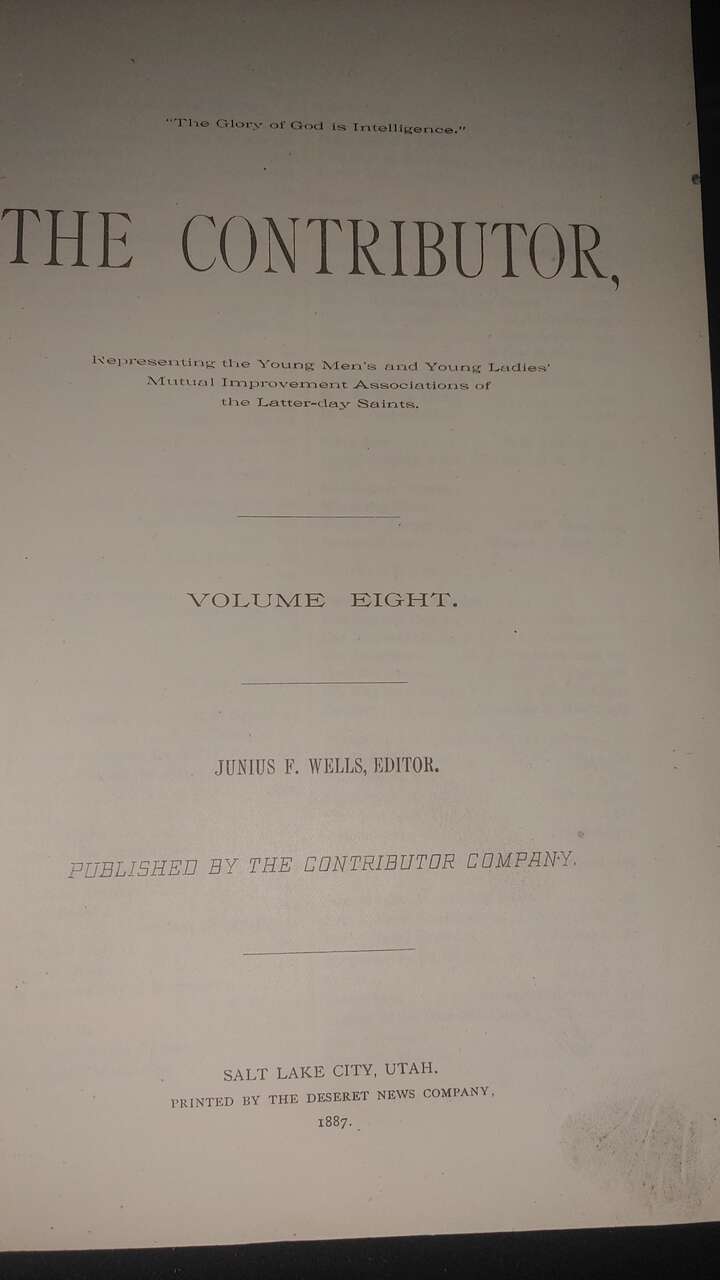 "The Glory of God is Intelligence."
THE CONTRIBUTOR,
Representing the Young Men's and Young Ladies'
Mutual Improvement Associations of
the Latter-day Saints.
VOLUME EIGHT.
JUNIUS F. WELLS, EDITOR.
PUBLISHED BY THE CONTRIBUTOR COMPANY.
SALT LAKE CITY, UTAH.
PRINTED BY THE DESERET NEWS COMPANY,
1887.